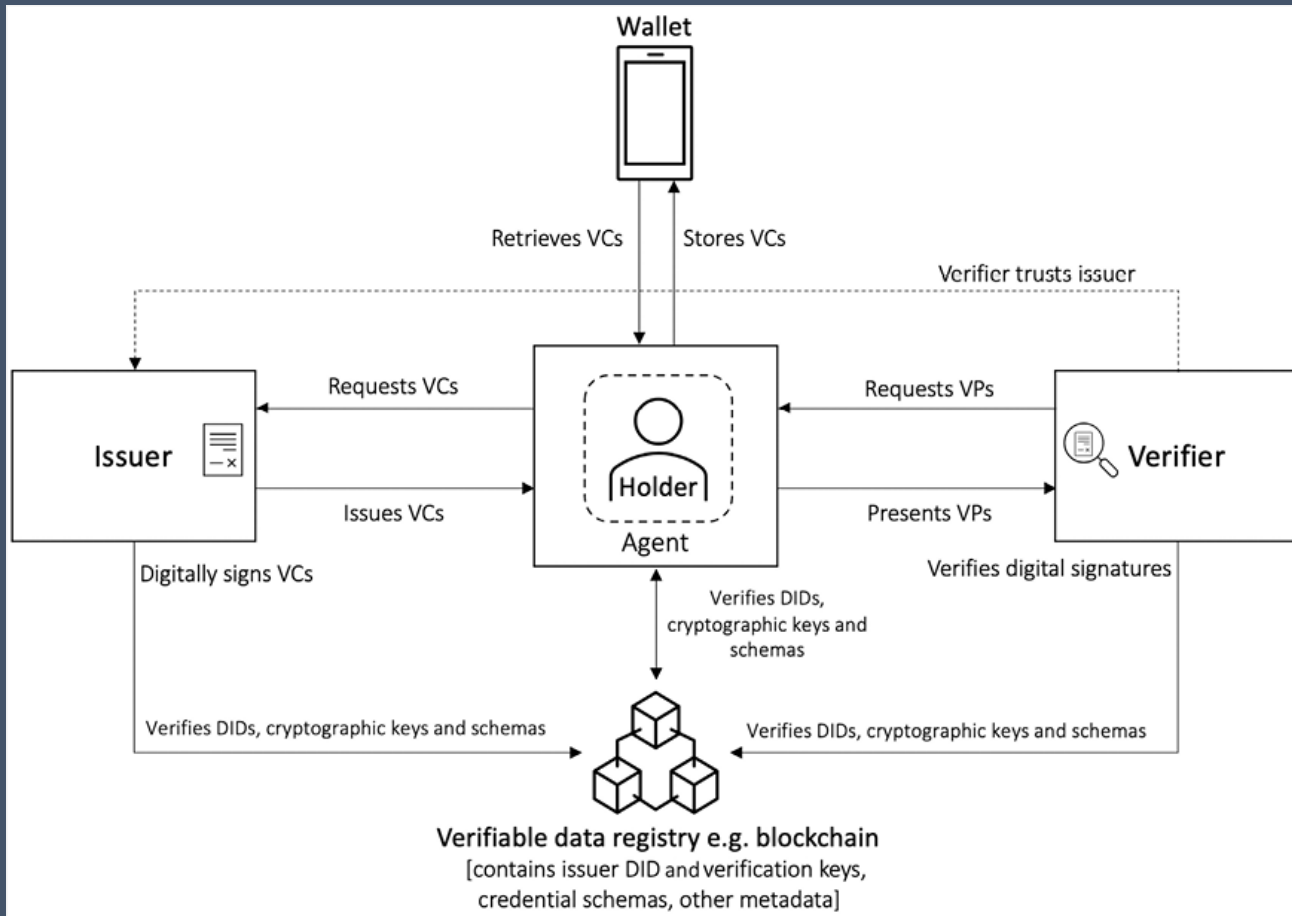 Wallet
Retrieves VCs
Stores VCs
Verifier trusts issuer
Requests VCs
Requests VPs
Issuer
Holder
Verifier
Issues VCs
Presents VPs
Agent
Digitally signs VCs
Verifies digital signatures
Verifies DIDs,
cryptographic keys and
schemas
Verifies DIDs, cryptographic keys and schemas
Verifies DIDs, cryptographic keys and schemas
Verifiable data registry e.g. blockchain
[contains issuer DID and verification keys,
credential schemas, other metadata]